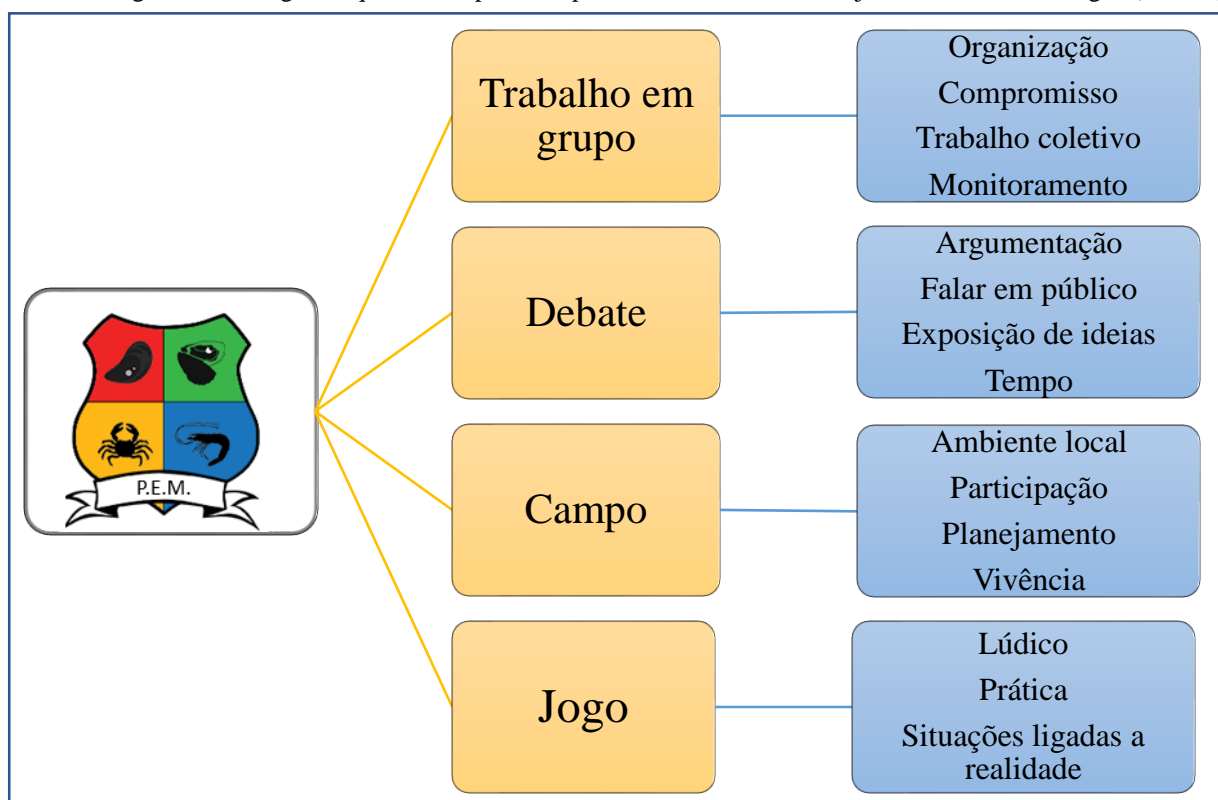 P.E.M.
Trabalho em
grupo
Organização
Compromisso
Trabalho coletivo
Monitoramento
Debate
Argumentação
Falar em público
Exposição de ideias
Tempo
Campo
Ambiente local
Participação
Planejamento
Vivência
Jogo
Lúdico
Prática
Situações ligadas a
realidade